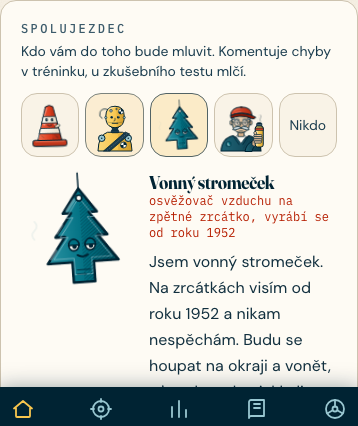 SPOLUJEZDEC
Kdo vám do toho bude mluvit. Komentuje chyby
v tréninku, u zkušebního testu mlčí.
Nikdo
Vonný stromeček
osvěžovač vzduchu na
zpětné zrcátko, vyrábí se
od roku 1952
Jsem vonný stromeček.
Na zrcátkách visím od
roku 1952 a nikam
nespěchám. Budu se
houpat na okraji a vonět,